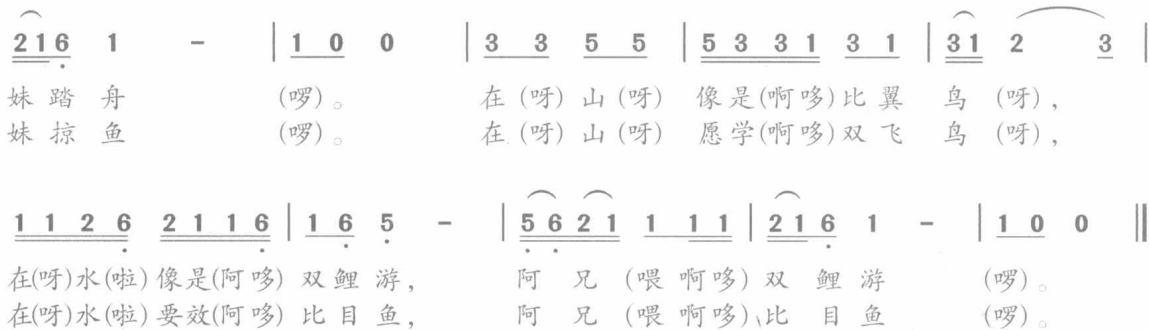 2 1 6 1 - | 1 0 0 | 3 3 5 5 | 5 3 3 1 3 1 | 3 1 2 3 |
妹踏舟 (啰)。 在(呀)山(呀) 像是(啊哆)比翼 鸟(呀),
妹掠鱼 (啰)。 在(呀)山(呀) 愿学(啊哆)双飞 鸟(呀),
1 1 2 6 2 1 1 6 | 1 6 5 - | 5 6 2 1 1 1 1 | 2 1 6 1 - | 1 0 0 ‖
在(呀)水(啦)像是(阿哆) 双鲤游, 阿兄(喂啊哆)双鲤游 (啰)。
在(呀)水(啦)要效(阿哆) 比目鱼, 阿兄(喂啊哆)、比目鱼 (啰)。